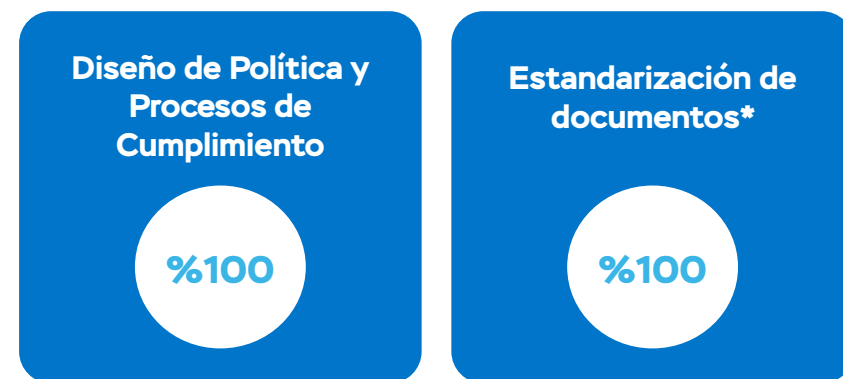 Diseño de Política y
Procesos de
Cumplimiento
%100
Estandarización de
documentos*
%100